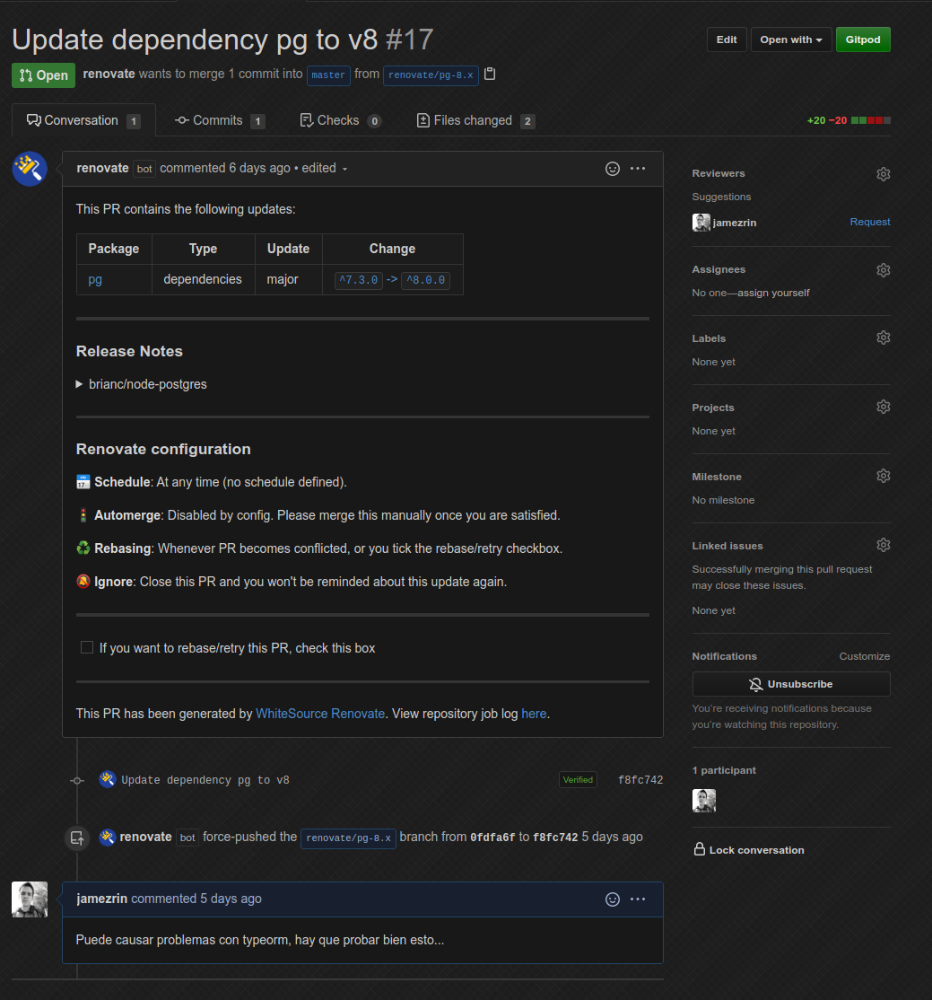 Update dependency pg to v8 #17
Edit
Open with
Gitpod
Open
renovate wants to merge 1 commit into master from renovate/pg-8.x
Conversation 1
Commits 1
Checks 0
Files changed 2
+20 −20
renovate bot commented 6 days ago • edited
This PR contains the following updates:
Package Type Update Change
pg dependencies major ^7.3.0 -> ^8.0.0
Release Notes
brianc/node-postgres
Renovate configuration
📅 Schedule: At any time (no schedule defined).
🚦 Automerge: Disabled by config. Please merge this manually once you are satisfied.
♻ Rebasing: Whenever PR becomes conflicted, or you tick the rebase/retry checkbox.
🔕 Ignore: Close this PR and you won't be reminded about this update again.
If you want to rebase/retry this PR, check this box
This PR has been generated by WhiteSource Renovate. View repository job log here.
Update dependency pg to v8
Verified
f8fc742
renovate bot force-pushed the renovate/pg-8.x branch from 0fdfa6f to f8fc742 5 days ago
jamezrin commented 5 days ago
Puede causar problemas con typeorm, hay que probar bien esto...
Reviewers
Suggestions
jamezrin Request
Assignees
No one—assign yourself
Labels
None yet
Projects
None yet
Milestone
No milestone
Linked issues
Successfully merging this pull request
may close these issues.
None yet
Notifications Customize
Unsubscribe
You're receiving notifications because
you're watching this repository.
1 participant
Lock conversation